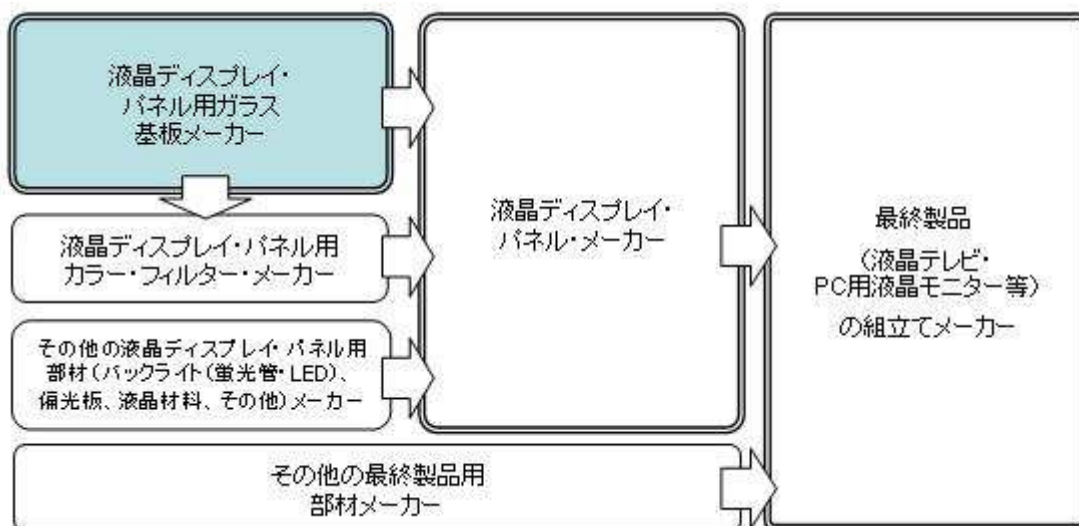 液晶ディスプレイ・
パネル用ガラス
基板メーカー
液晶ディスプレイ・パネル用
カラー・フィルター・メーカー
その他の液晶ディスプレイ・パネル用
部材(バックライト(蛍光管・LED)、
偏光板、液晶材料、その他)メーカー
その他の最終製品用
部材メーカー
液晶ディスプレイ・
パネル・メーカー
最終製品
(液晶テレビ・
PC用液晶モニター等)
の組立てメーカー